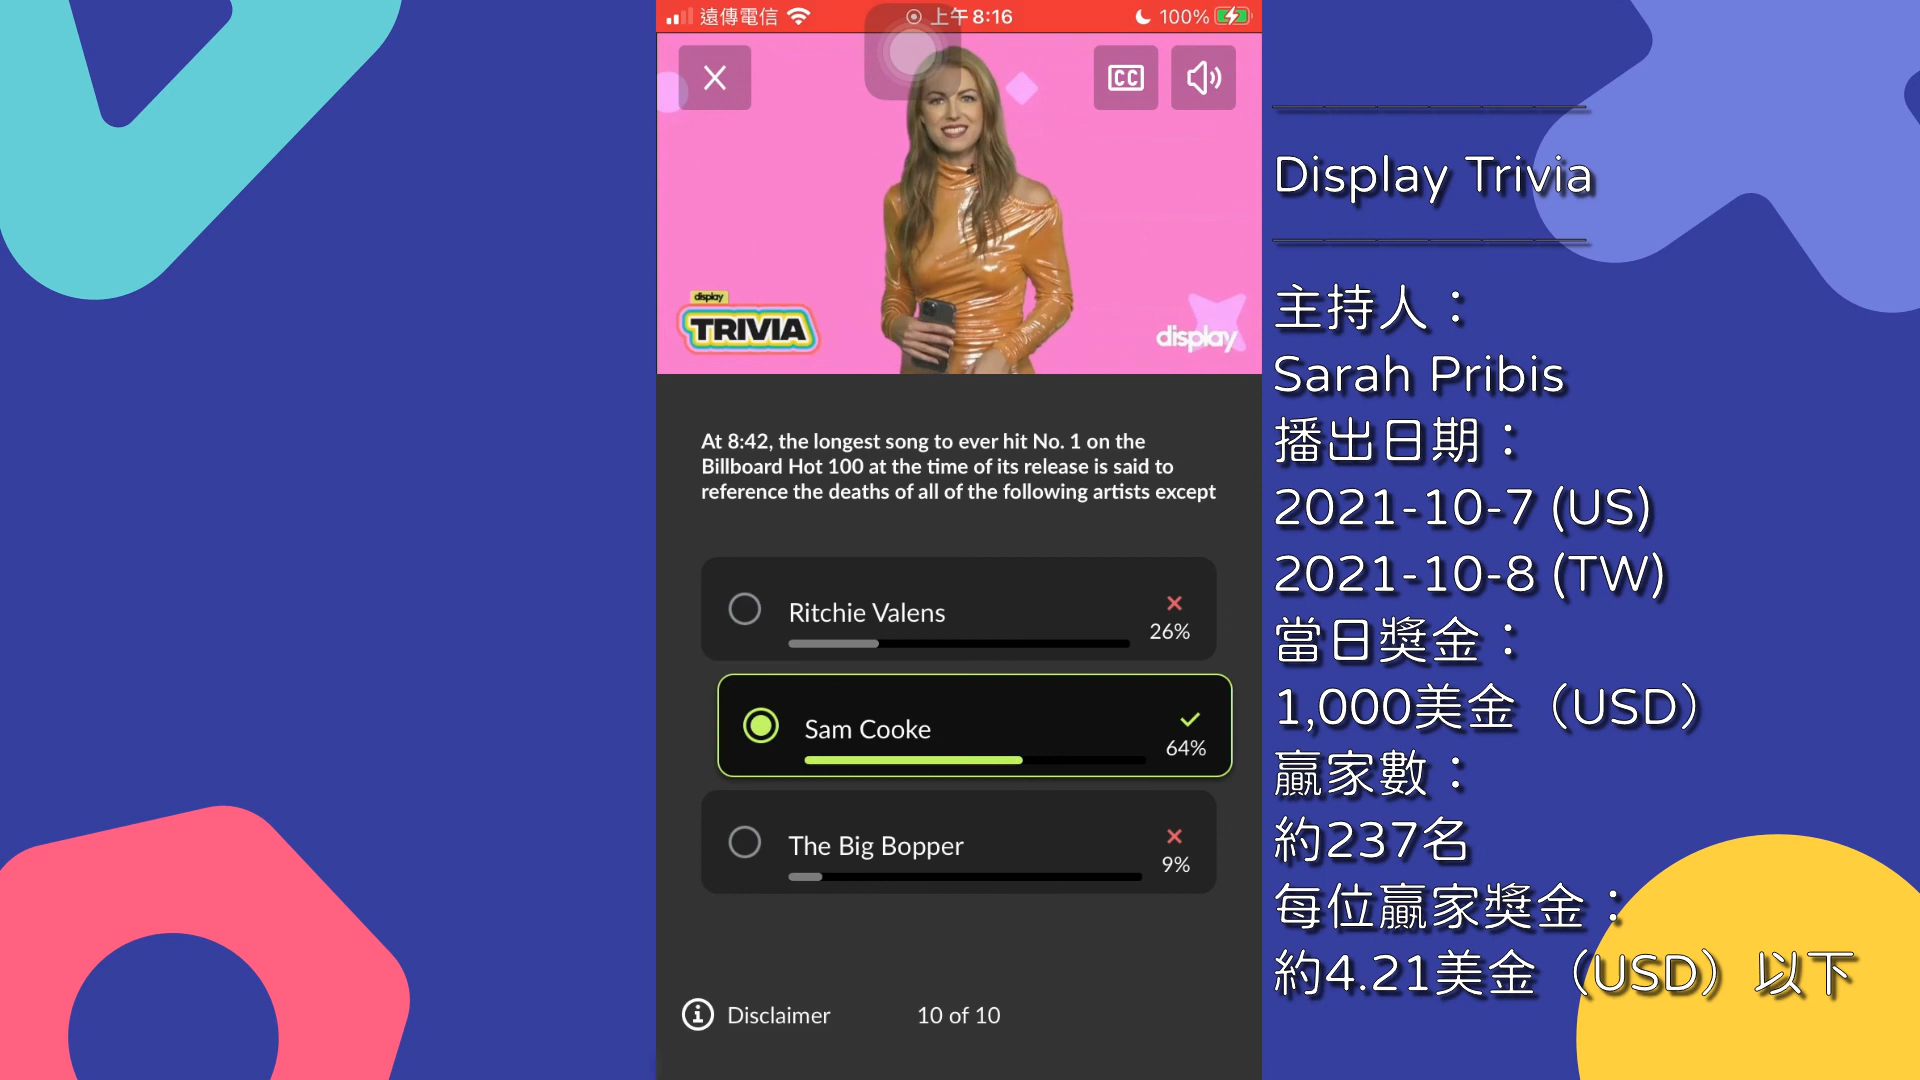 遠傳電信
上午8:16
100%
CC
display
TRIVIA
display
At 8:42, the longest song to ever hit No. 1 on the
Billboard Hot 100 at the time of its release is said to
reference the deaths of all of the following artists except
Ritchie Valens
26%
Sam Cooke
64%
The Big Bopper
9%
Disclaimer
10 of 10
Display Trivia
主持人：
Sarah Pribis
播出日期：
2021-10-7 (US)
2021-10-8 (TW)
當日獎金：
1,000美金（USD）
贏家數：
約237名
每位贏家獎金：
約4.21美金（USD）以下